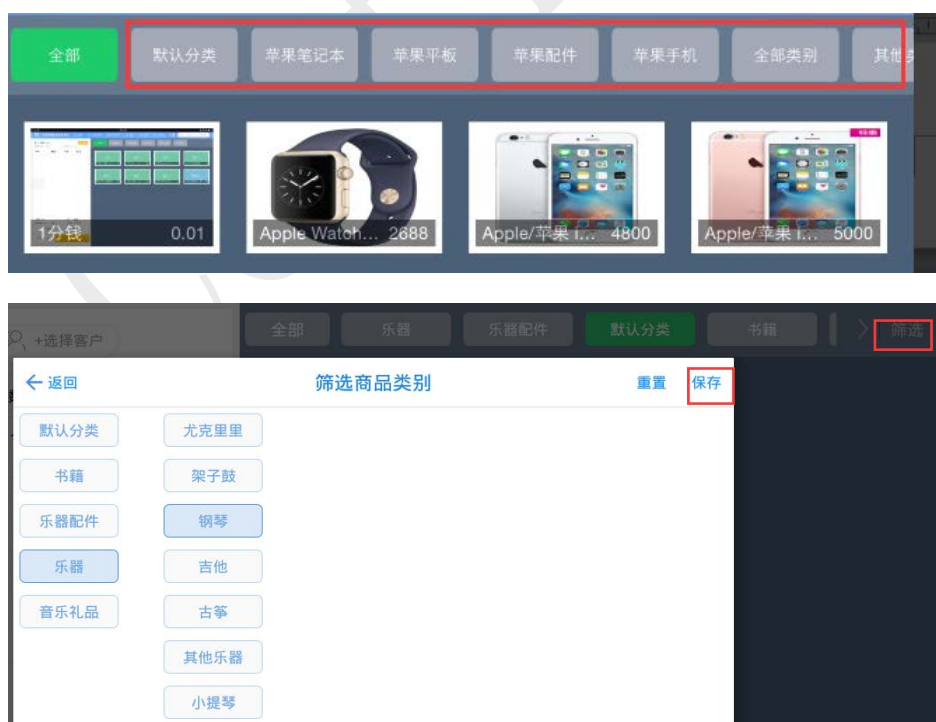 全部 默认分类 苹果笔记本 苹果平板 苹果配件 苹果手机 全部类别 其他
1分钱 0.01 Apple Watch... 2688 Apple/苹果 i... 4800 Apple/苹果 i... 5000
+选择客户 全部 乐器 乐器配件 默认分类 书籍 筛选
返回 筛选商品类别 重置 保存
默认分类 尤克里里
书籍 架子鼓
乐器配件 钢琴
乐器 吉他
音乐礼品 古筝
其他乐器
小提琴